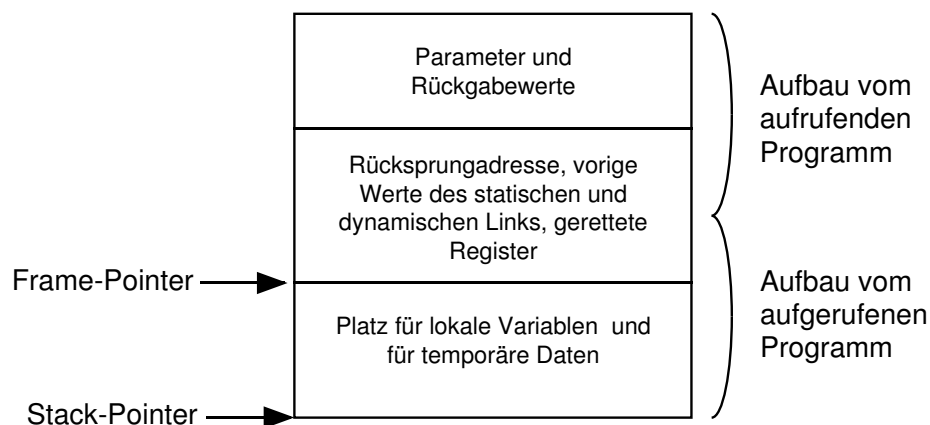 Parameter und
Rückgabewerte
Aufbau vom
aufrufenden
Programm
Rücksprungadresse, vorige
Werte des statischen und
dynamischen Links, gerettete
Register
Frame-Pointer
Platz für lokale Variablen und
für temporäre Daten
Aufbau vom
aufgerufenen
Programm
Stack-Pointer